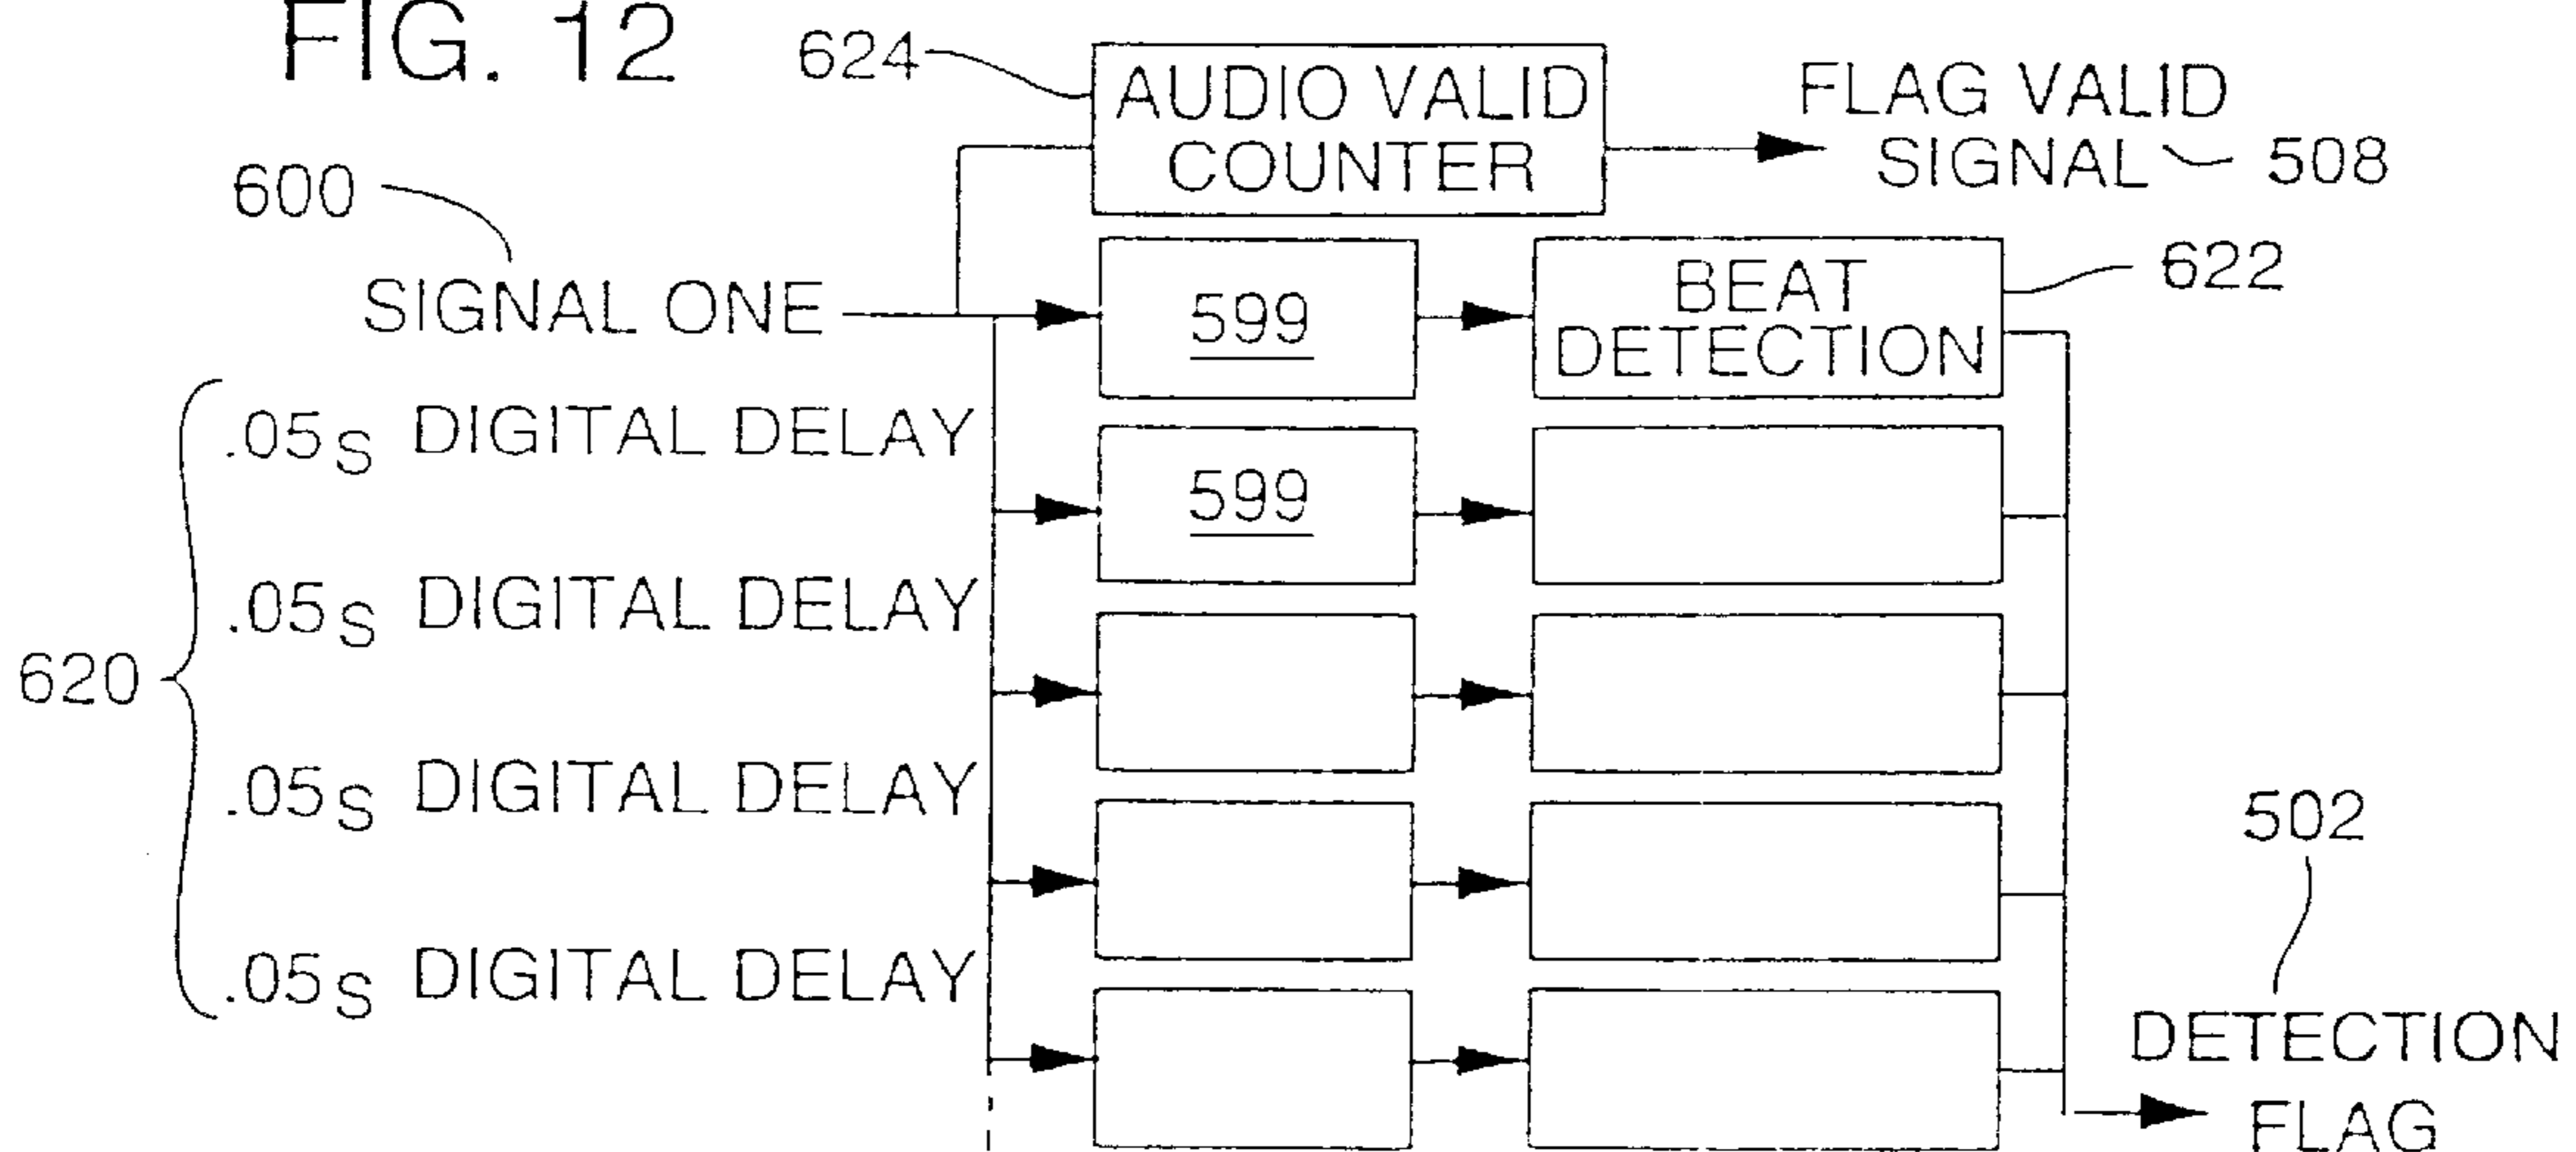 FIG. 12
624
AUDIO VALID
COUNTER
FLAG VALID
SIGNAL
508
600
SIGNAL ONE
599
BEAT
DETECTION
622
.05S DIGITAL DELAY
599
.05S DIGITAL DELAY
620
.05S DIGITAL DELAY
502
.05S DIGITAL DELAY
DETECTION
FLAG